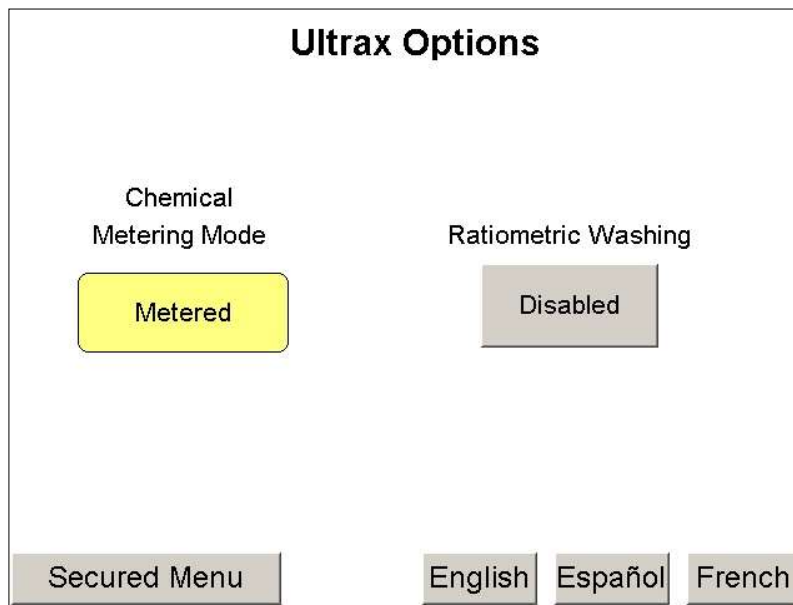 Ultrax Options
Chemical
Metering Mode
Ratiometric Washing
Metered
Disabled
Secured Menu
English
Español
French